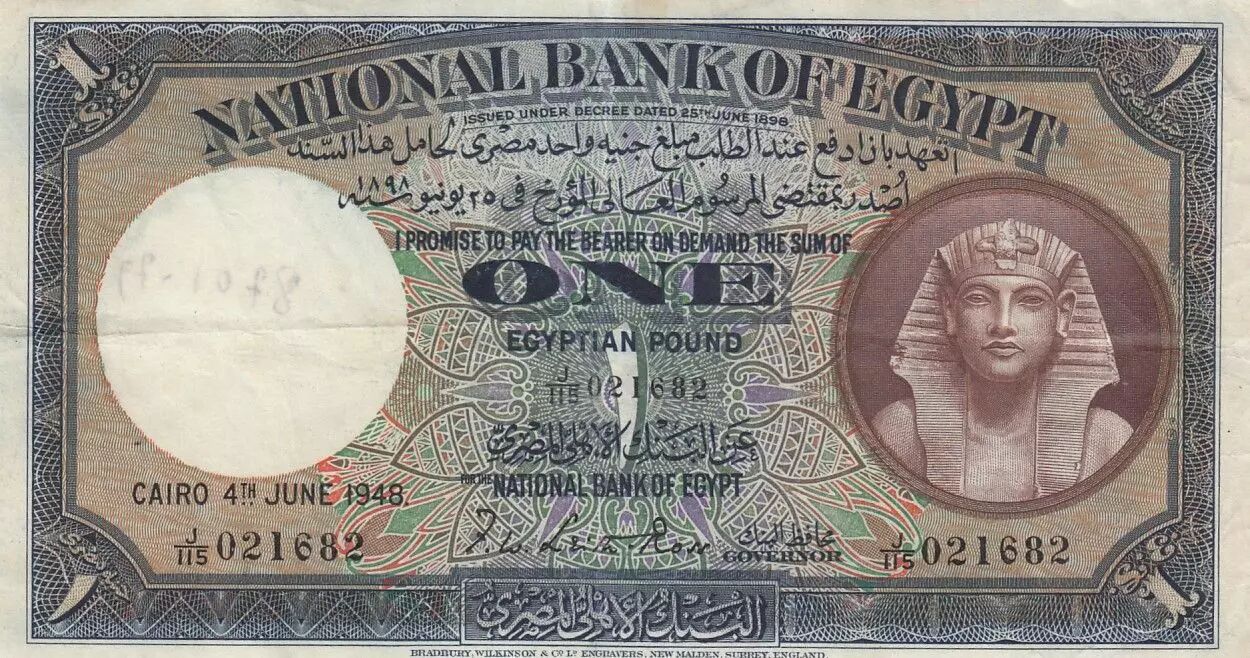 NATIONAL BANK OF EGYPT
ISSUED UNDER DECREE DATED 25TH JUNE 1898
اتعهد بان ادفع عند الطلب مبلغ جنيه واحد مصرى لحامل هذا السند
أصدر بمقتضى المرسوم العالى المؤرخ فى ٢٥ يونيو سنة ١٨٩٨
I PROMISE TO PAY THE BEARER ON DEMAND THE SUM OF
ONE
EGYPTIAN POUND
١
J/115 021682
عن البنك الاهلى المصرى
FOR THE NATIONAL BANK OF EGYPT
CAIRO 4TH JUNE 1948.
محافظ البنك
GOVERNOR
J/115 021682
J/115 021682
البنك الاهلى المصرى
BRADBURY, WILKINSON & Co Ld ENGRAVERS, NEW MALDEN, SURREY, ENGLAND.